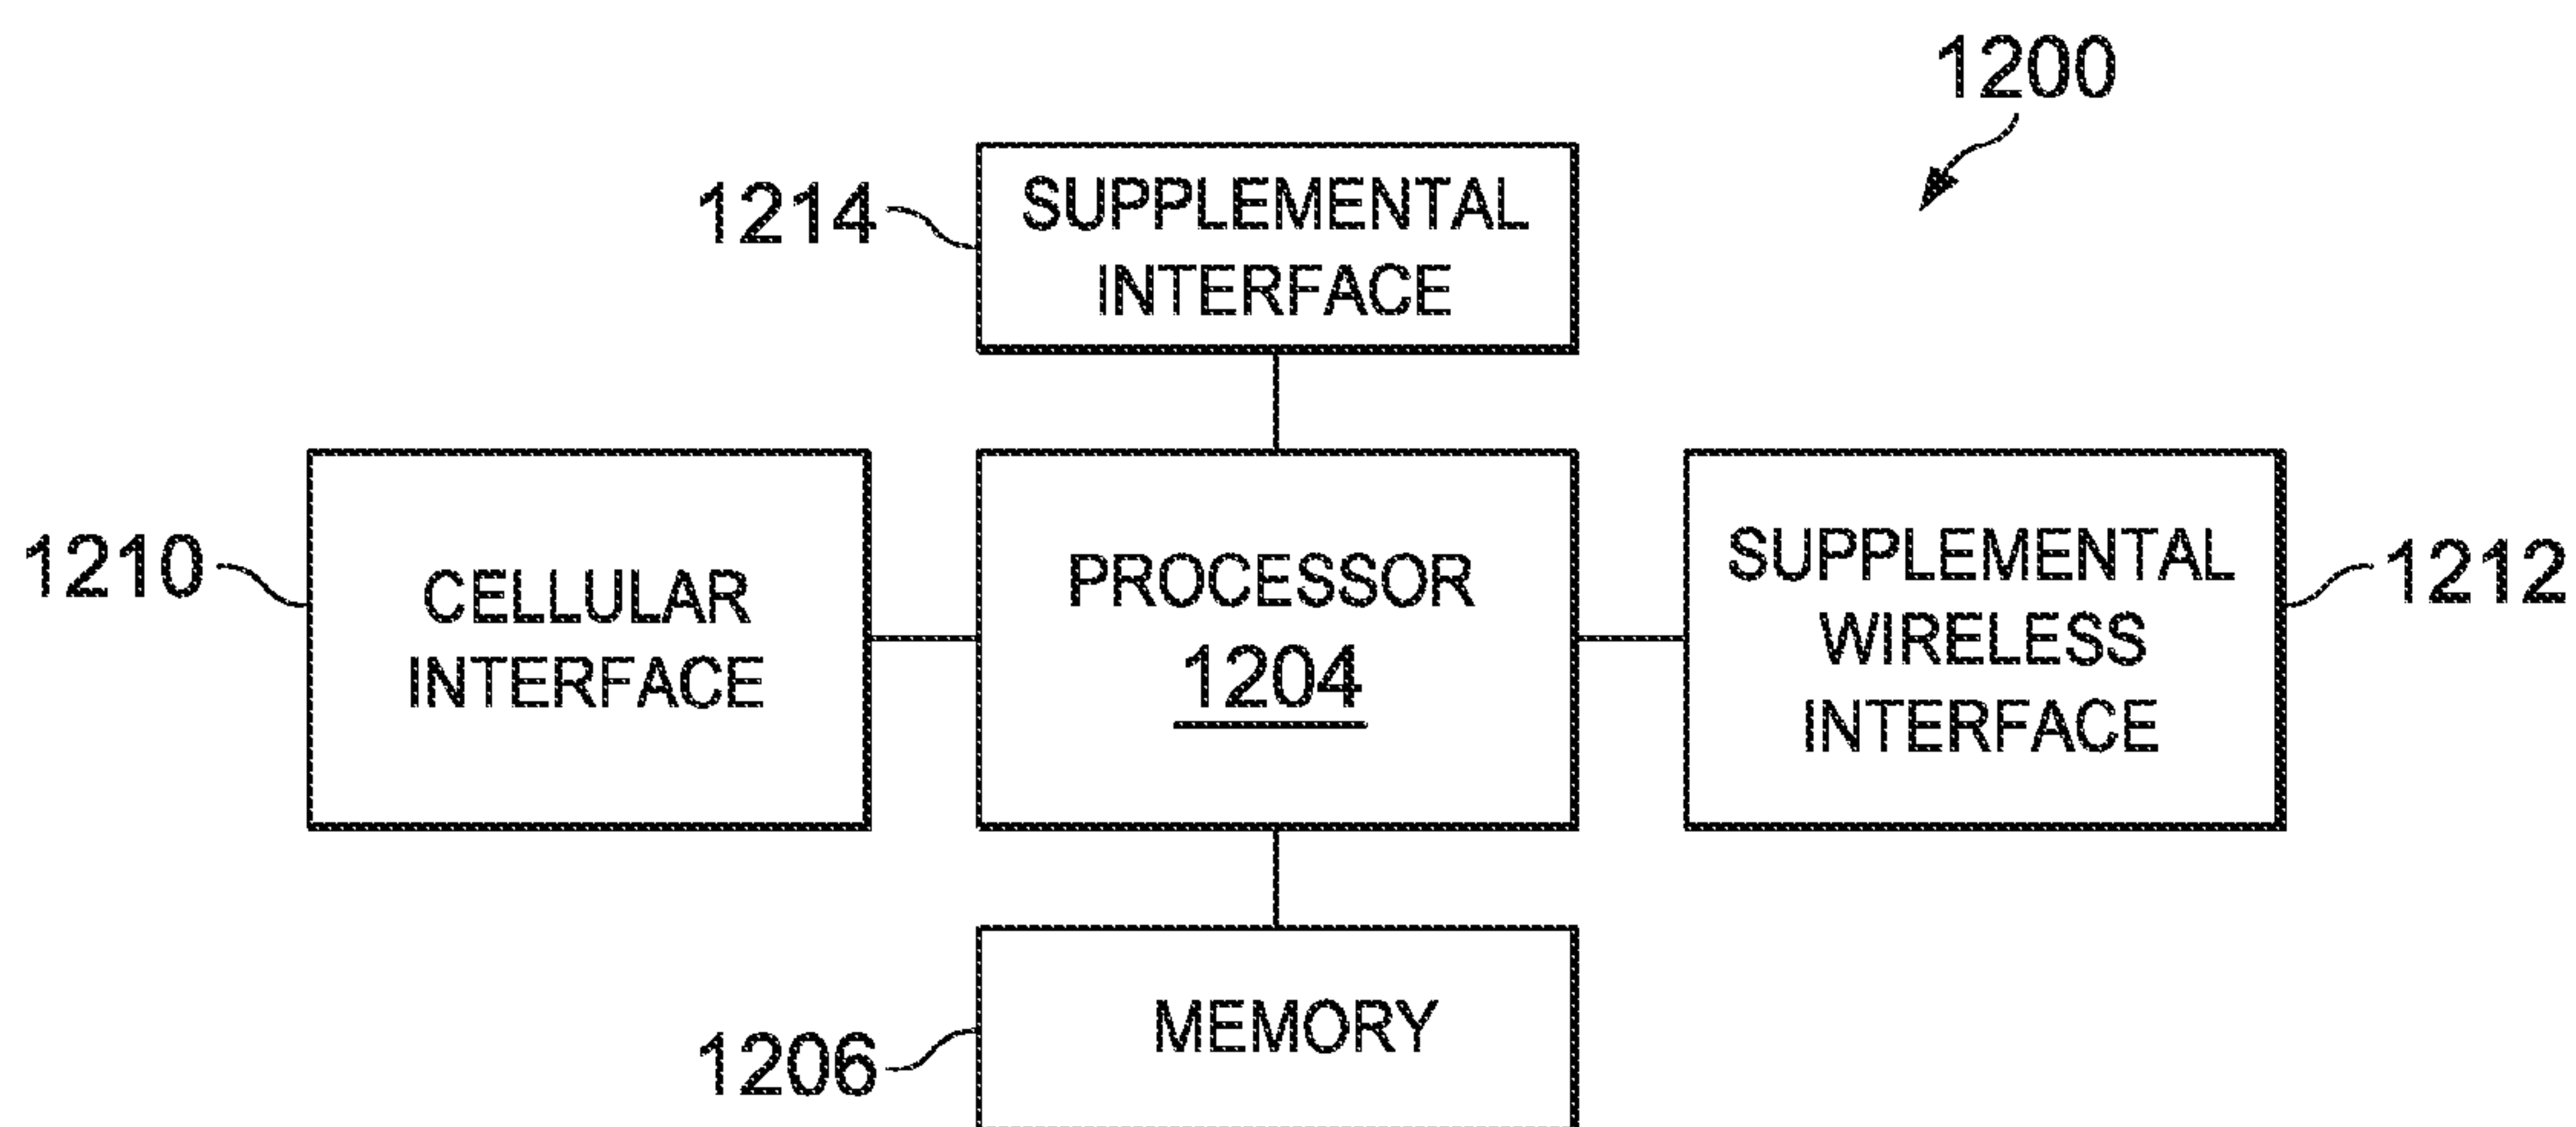 1200
1214
SUPPLEMENTAL
INTERFACE
1210
CELLULAR
INTERFACE
PROCESSOR
1204
SUPPLEMENTAL
WIRELESS
INTERFACE
1212
MEMORY
1206